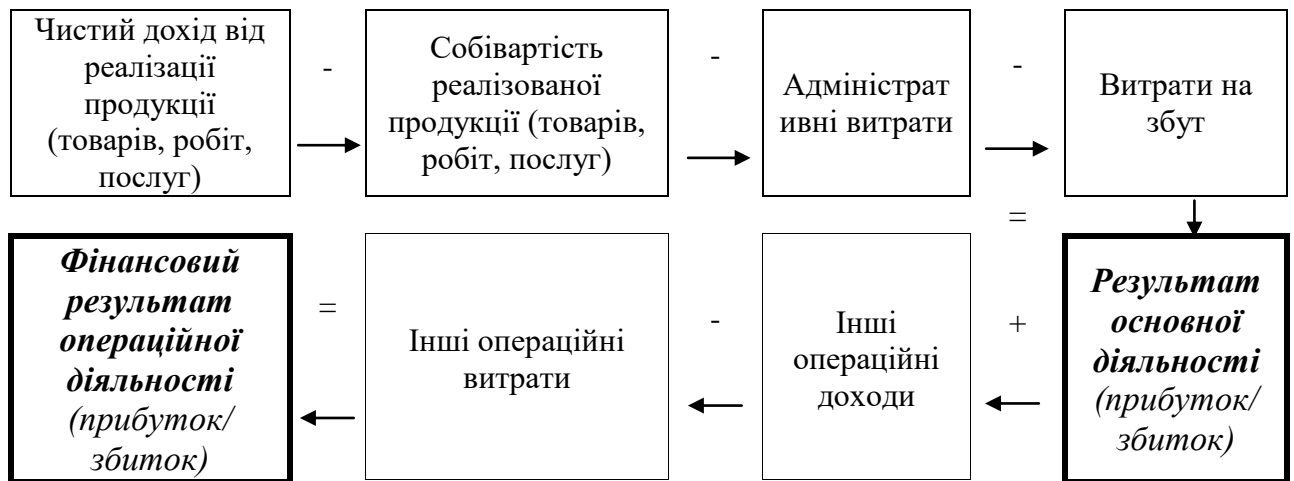 Чистий дохід від
реалізації
продукції
(товарів, робіт,
послуг)
-
Собівартість
реалізованої
продукції (товарів,
робіт, послуг)
-
Адміністрат
ивні витрати
-
Витрати на
збут
=
Результат
основної
діяльності
(прибуток/
збиток)
+
Інші
операційні
доходи
-
Інші операційні
витрати
=
Фінансовий
результат
операційної
діяльності
(прибуток/
збиток)